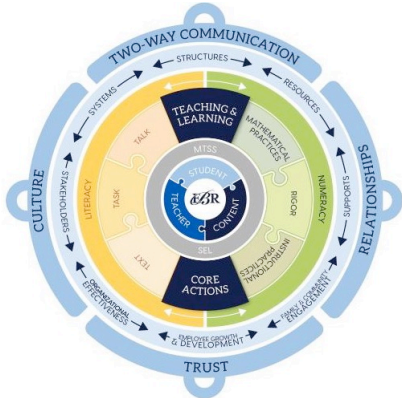 TWO-WAY COMMUNICATION
STRUCTURES
SYSTEMS
RESOURCES
TEACHING &
LEARNING
TALK
MATHEMATICAL
PRACTICES
MTSS
STUDENT
CULTURE
STAKEHOLDERS
LITERACY
TASK
TEACHER
EBR
CONTENT
RIGOR
NUMERACY
SUPPORTS
RELATIONSHIPS
SEL
TEXT
INSTRUCTIONAL
PRACTICES
CORE
ACTIONS
ORGANIZATIONAL
EFFECTIVENESS
EMPLOYEE GROWTH
& DEVELOPMENT
FAMILY & COMMUNITY
ENGAGEMENT
TRUST